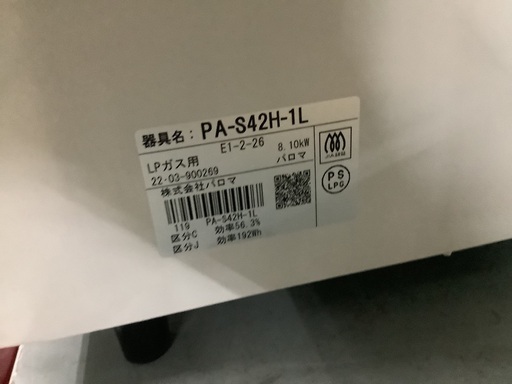 器具名：PA-S42H-1L
E1-2-26
LPガス用 8.10kW
22-03-900269 パロマ
株式会社パロマ
119 PA-S42H-1L
区分C 効率56.3%
区分J 効率192Wh
PS
LPG